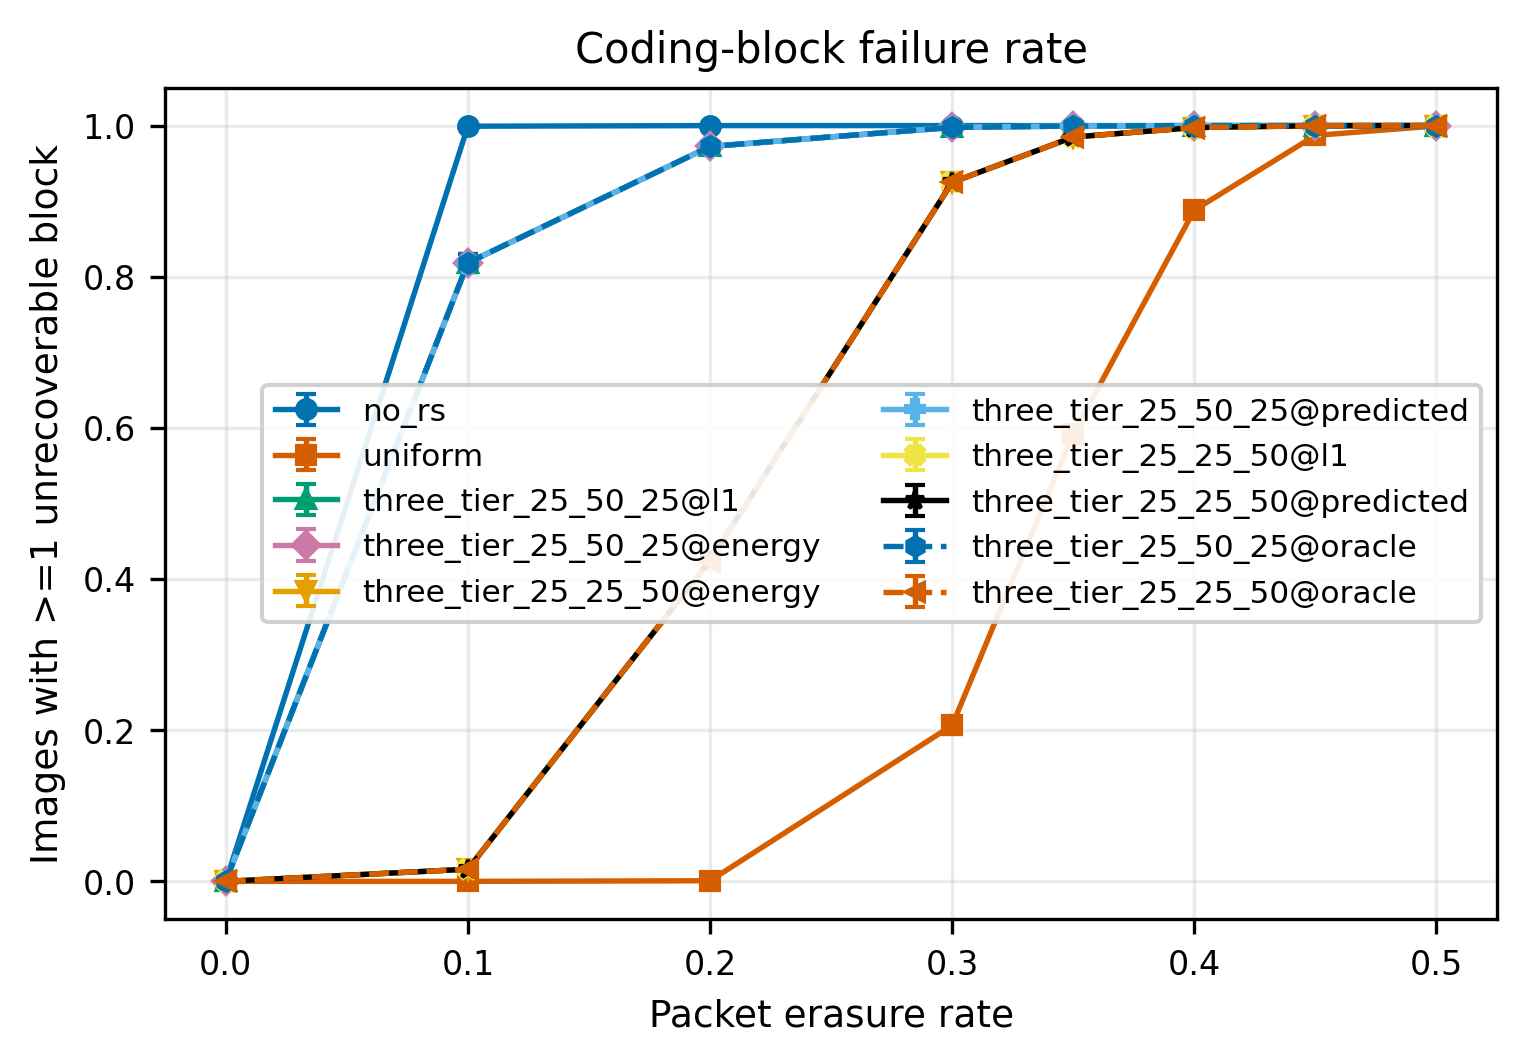 Coding-block failure rate
Images with >=1 unrecoverable block
1.0
0.8
0.6
0.4
0.2
0.0
no_rs
uniform
three_tier_25_50_25@l1
three_tier_25_50_25@energy
three_tier_25_25_50@energy
three_tier_25_50_25@predicted
three_tier_25_25_50@l1
three_tier_25_25_50@predicted
three_tier_25_50_25@oracle
three_tier_25_25_50@oracle
0.0
0.1
0.2
0.3
0.4
0.5
Packet erasure rate